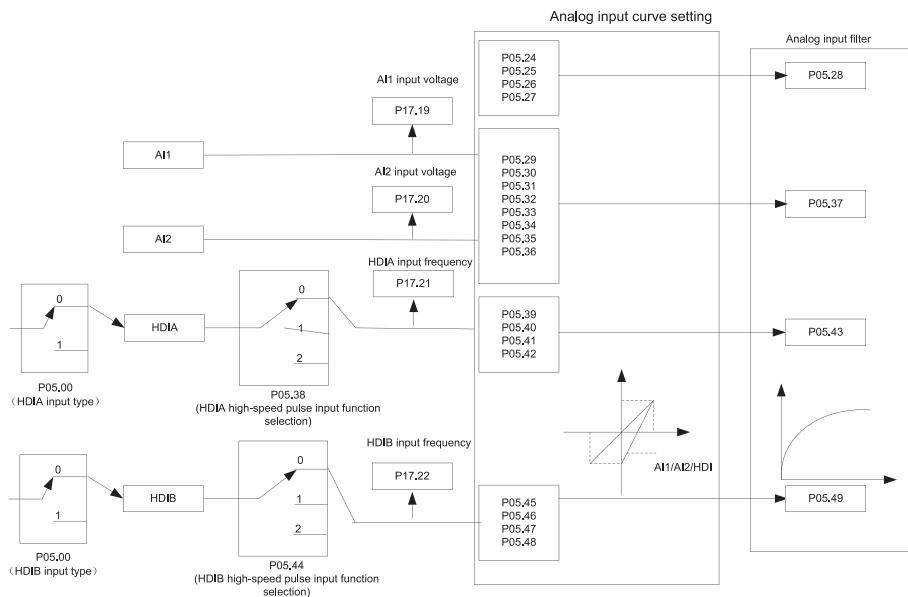 Analog input curve setting
Analog input filter
AI1 input voltage
P17.19
P05.24
P05.25
P05.26
P05.27
P05.28
AI1
AI2 input voltage
P17.20
P05.29
P05.30
P05.31
P05.32
P05.33
P05.34
P05.35
P05.36
P05.37
AI2
HDIA input frequency
P17.21
0
1
HDIA
0
1
2
P05.39
P05.40
P05.41
P05.42
P05.43
P05.00
（HDIA input type）
P05.38
(HDIA high-speed pulse input function
selection)
AI1/AI2/HDI
HDIB input frequency
P17.22
0
1
HDIB
0
1
2
P05.45
P05.46
P05.47
P05.48
P05.49
P05.00
（HDIB input type）
P05.44
(HDIB high-speed pulse input function
selection)